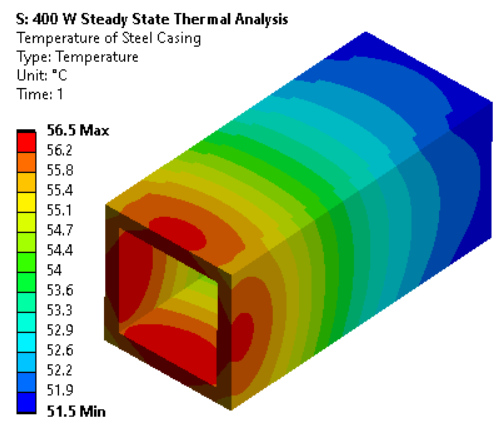 S: 400 W Steady State Thermal Analysis
Temperature of Steel Casing
Type: Temperature
Unit: °C
Time: 1
56.5 Max
56.2
55.8
55.4
55.1
54.7
54.4
54
53.6
53.3
52.9
52.6
52.2
51.9
51.5 Min